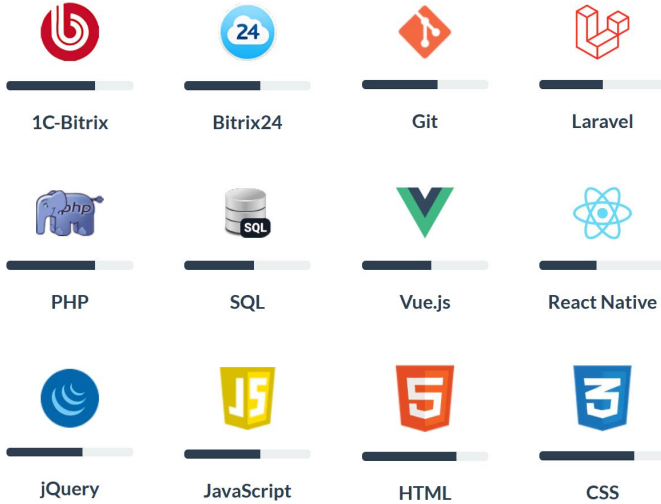 24
1C-Bitrix
Bitrix24
Git
Laravel
php
SQL
PHP
SQL
Vue.js
React Native
JS
5
3
jQuery
JavaScript
HTML
CSS